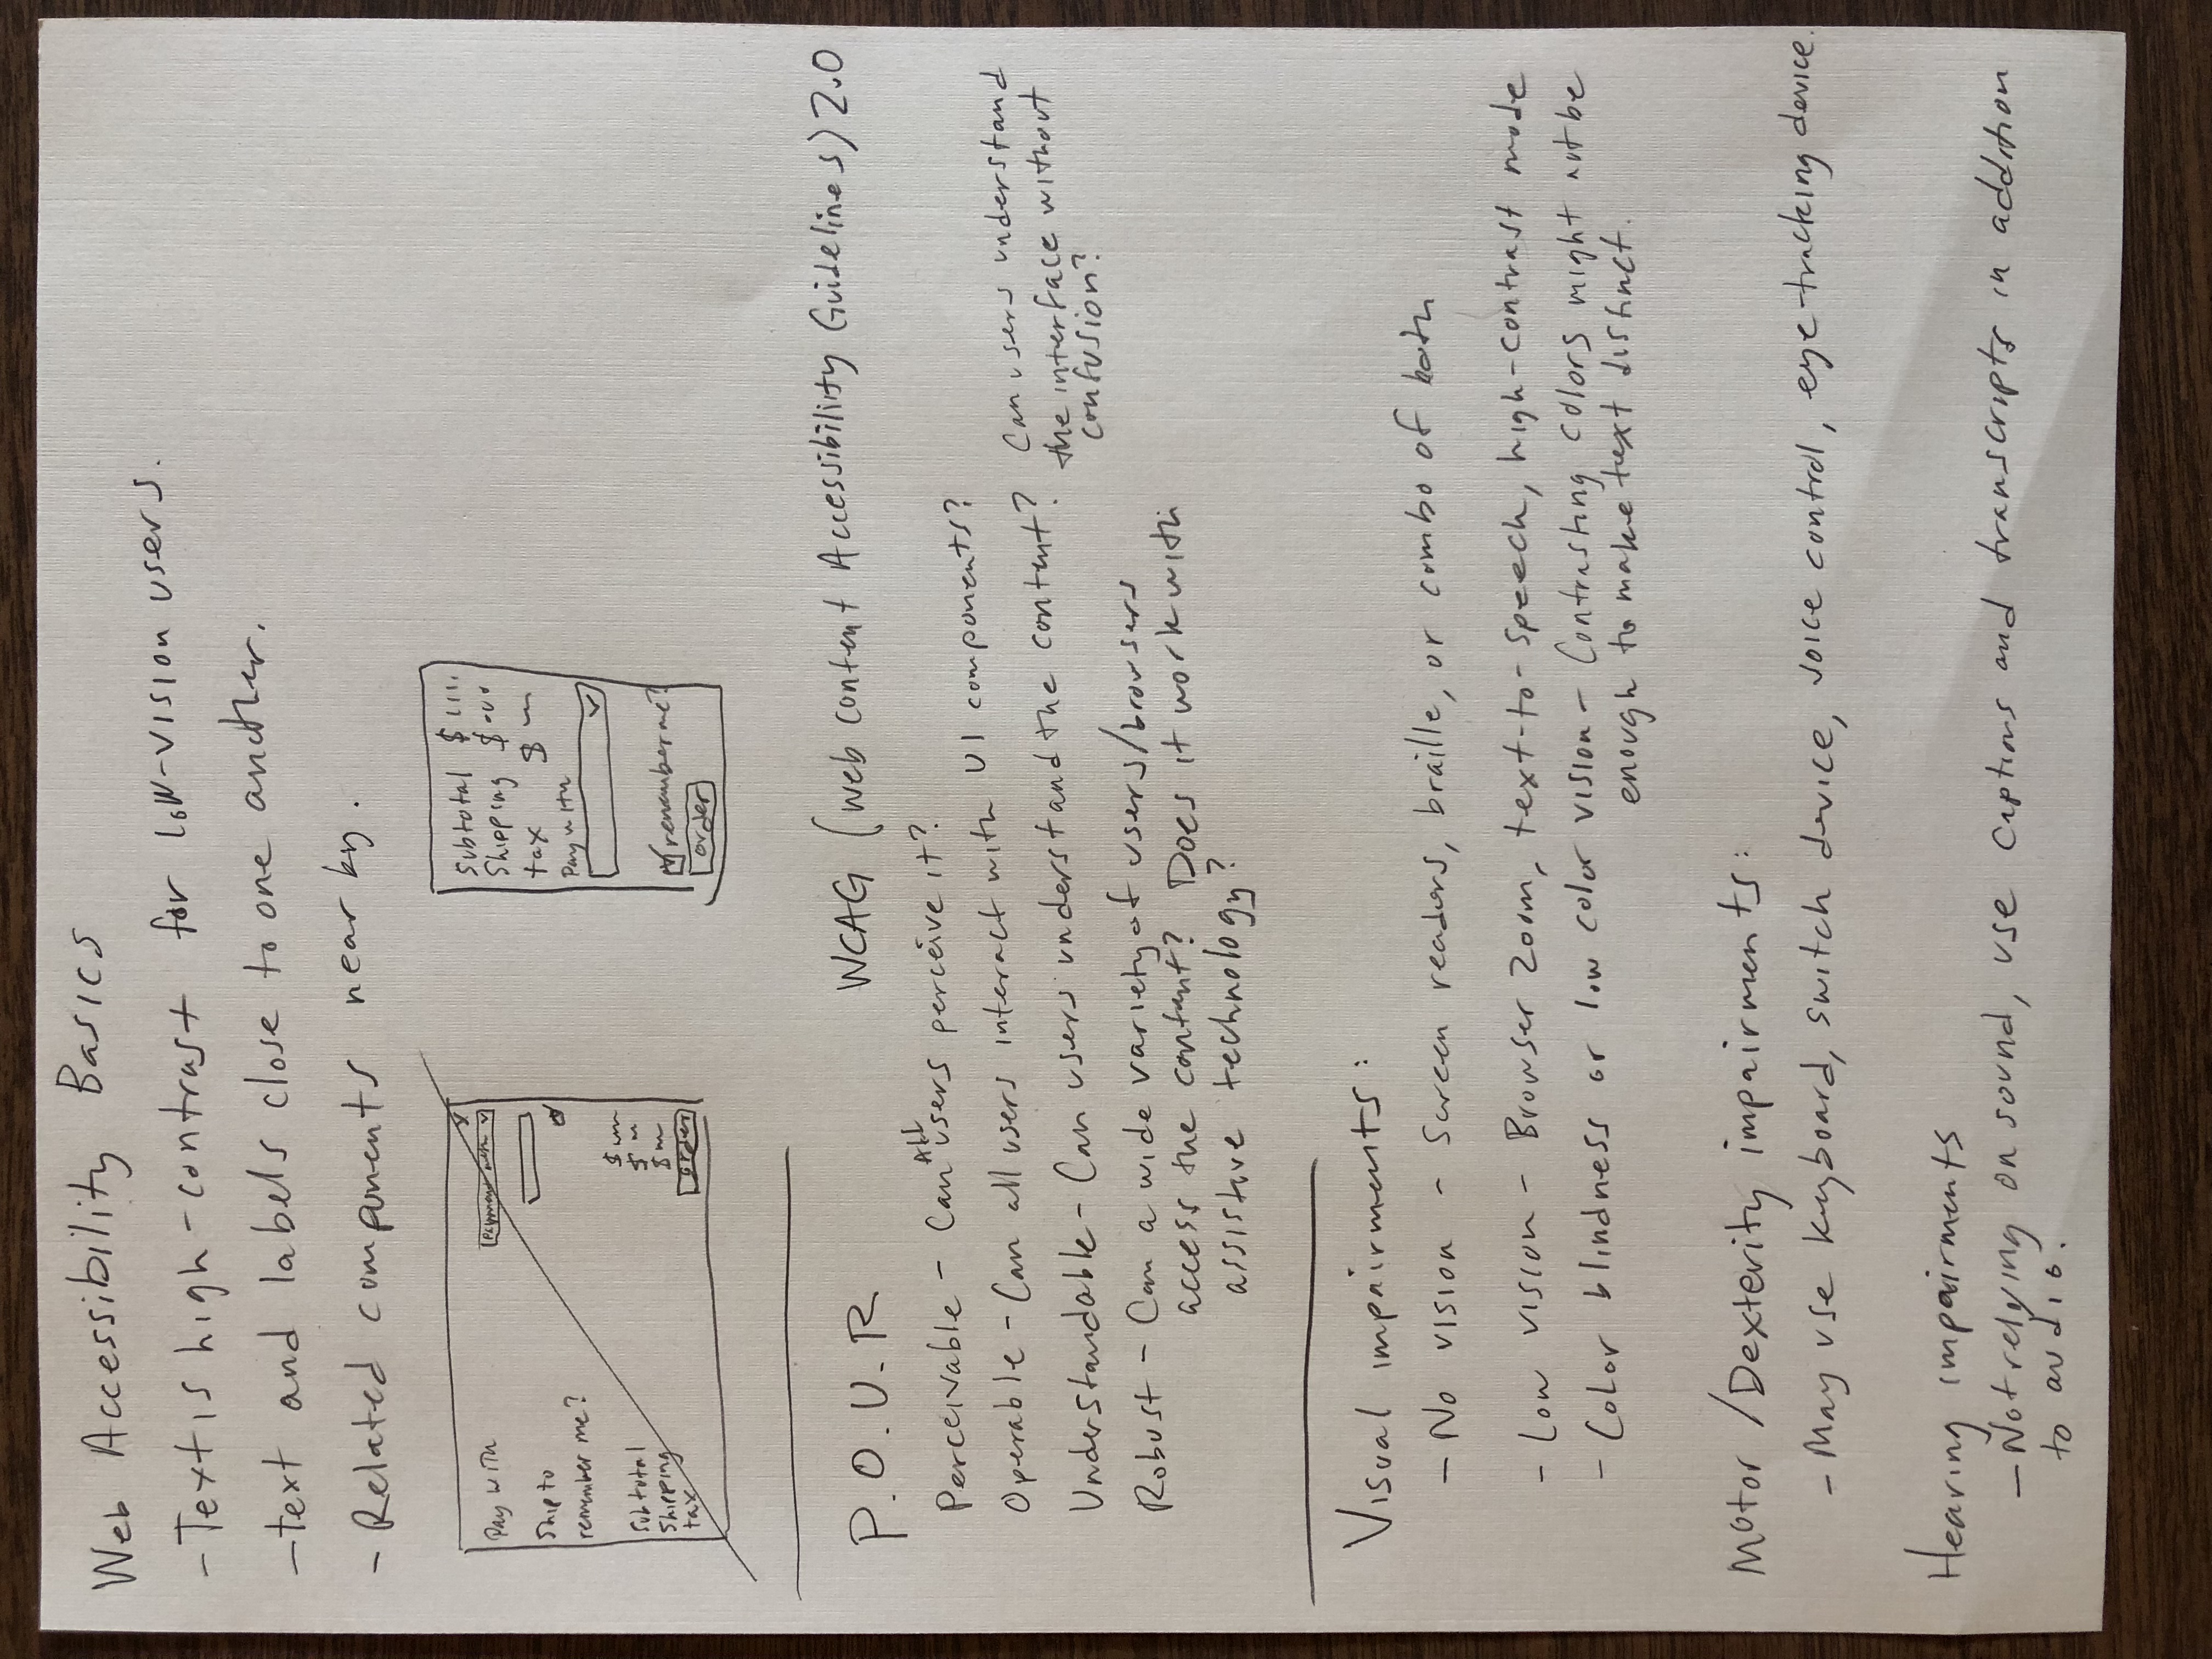 Web Accessibility Basics
- Text is high-contrast for low-vision users.
- text and labels close to one another.
- Related components near by.
Pay with
Ship to
remember me?
Subtotal $
Shipping $
tax $
order
Subtotal $
Shipping $
tax $
Pay with
remember me?
order
P.O.U.R
WCAG (Web Content Accessibility Guidelines) 2.0
Perceivable - Can All users perceive it?
Operable - Can all users interact with UI components?
Understandable - Can users understand the content?
Can users understand
the interface without
confusion?
Robust - Can a wide variety of users/browsers
access the content? Does it work with
assistive technology?
Visual impairments:
- No vision - Screen readers, braille, or combo of both
- Low vision - Browser zoom, text-to-speech, high-contrast mode
- Color blindness or low color vision - Contrasting colors might not be
enough to make text distinct.
Motor/Dexterity impairments:
- May use keyboard, switch device, voice control, eye-tracking device.
Hearing impairments
- Not relying on sound, use captions and transcripts in addition
to audio.